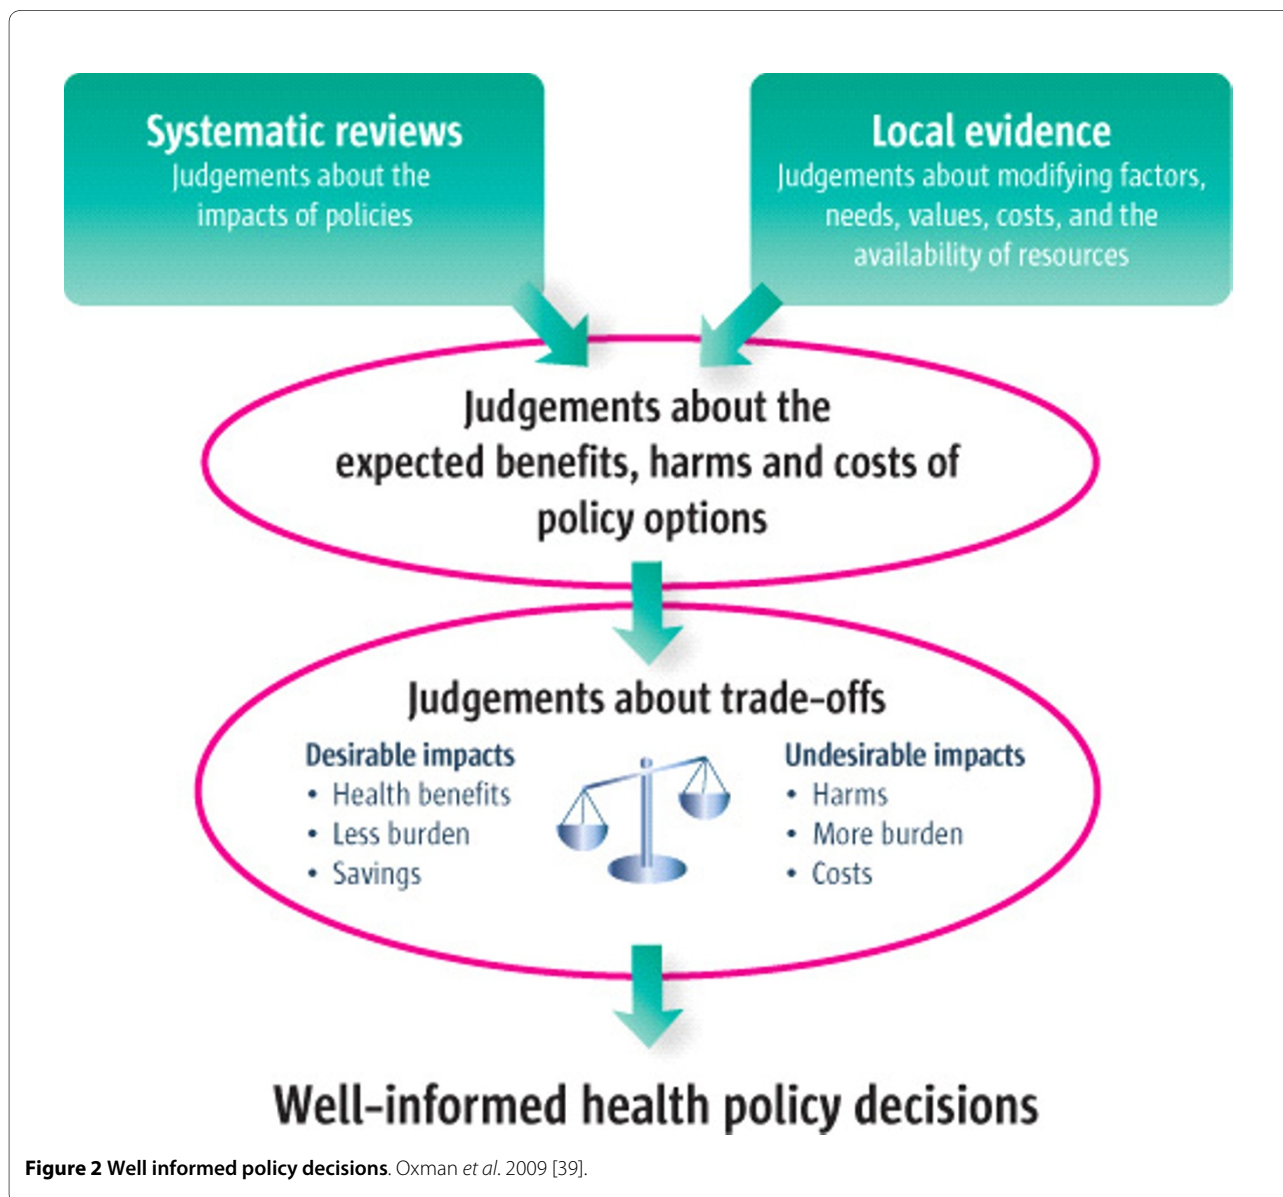 Systematic reviews
Judgements about the
impacts of policies
Local evidence
Judgements about modifying factors,
needs, values, costs, and the
availability of resources
Judgements about the
expected benefits, harms and costs of
policy options
Judgements about trade-offs
Desirable impacts
• Health benefits
• Less burden
• Savings
Undesirable impacts
• Harms
• More burden
• Costs
Well-informed health policy decisions
Figure 2 Well informed policy decisions. Oxman et al. 2009 [39].